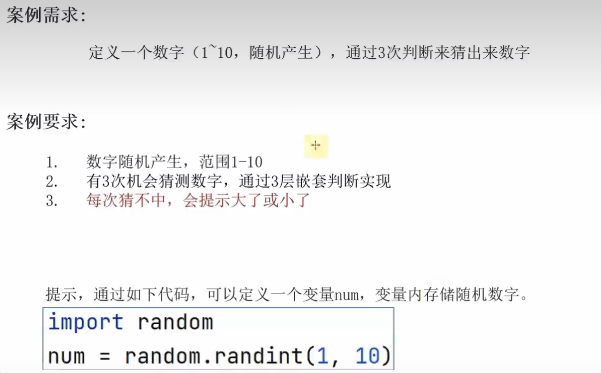 案例需求:
定义一个数字（1~10，随机产生），通过3次判断来猜出来数字
案例要求:
1. 数字随机产生，范围1-10
2. 有3次机会猜测数字，通过3层嵌套判断实现
3. 每次猜不中，会提示大了或小了
提示，通过如下代码，可以定义一个变量num，变量内存储随机数字。
import random
num = random.randint(1, 10)